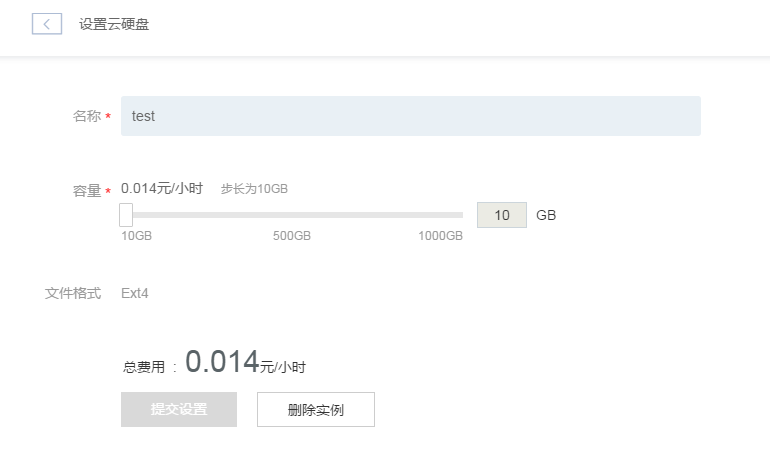 设置云硬盘
名称 * test
容量 * 0.014元/小时 步长为10GB
10 GB
10GB 500GB 1000GB
文件格式 Ext4
总费用 : 0.014元/小时
提交设置 删除实例